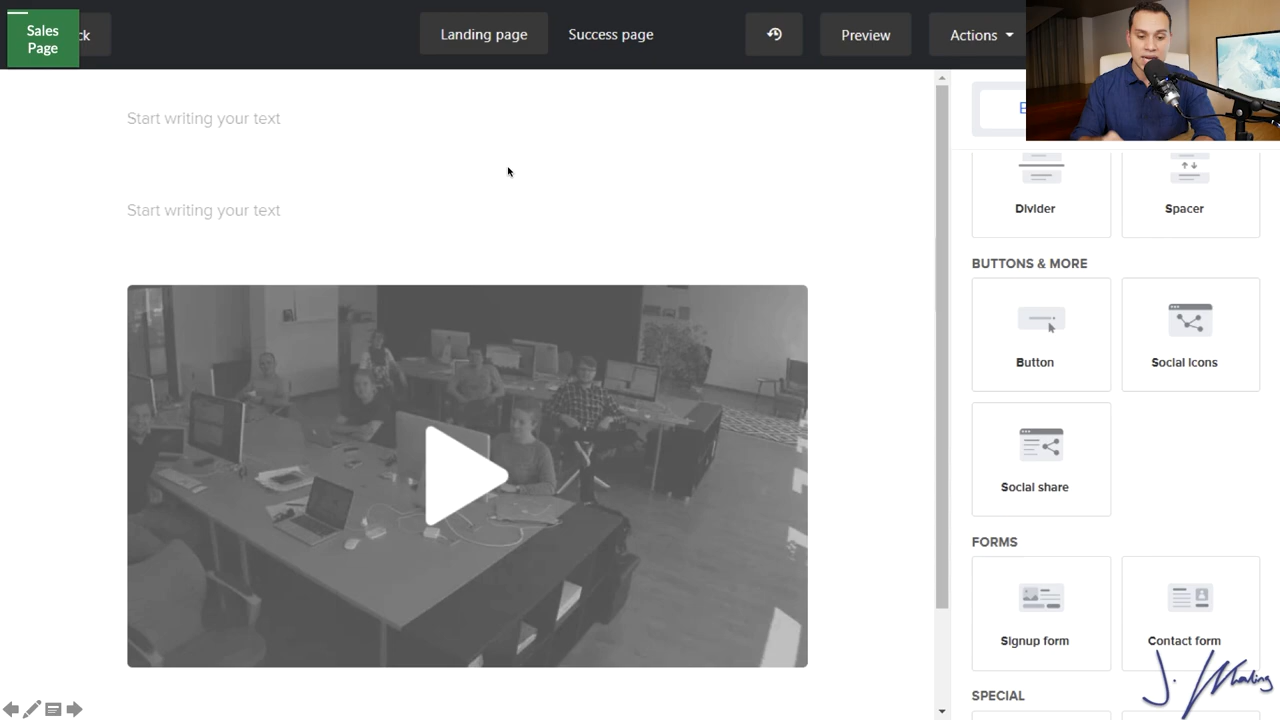 Sales
Page
ck
Landing page
Success page
Preview
Actions
Start writing your text
Start writing your text
Divider
Spacer
BUTTONS & MORE
Button
Social Icons
Social share
FORMS
Signup form
Contact form
SPECIAL